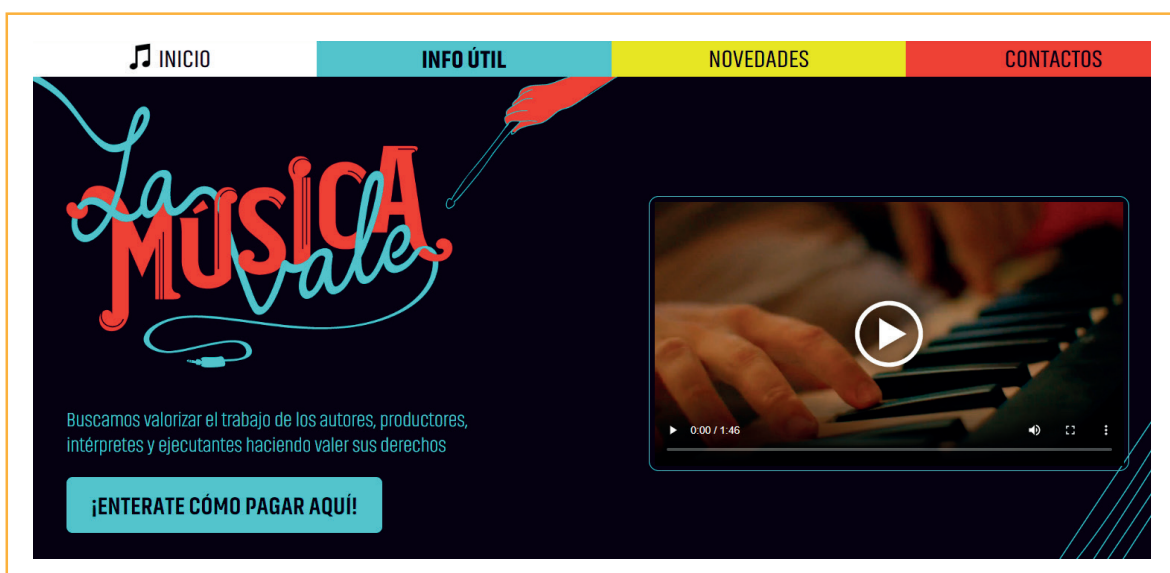 INICIO
INFO ÚTIL
NOVEDADES
CONTACTOS
La
MÚSICA
vale
Buscamos valorizar el trabajo de los autores, productores,
intérpretes y ejecutantes haciendo valer sus derechos
¡ENTERATE CÓMO PAGAR AQUÍ!
0:00 / 1:46